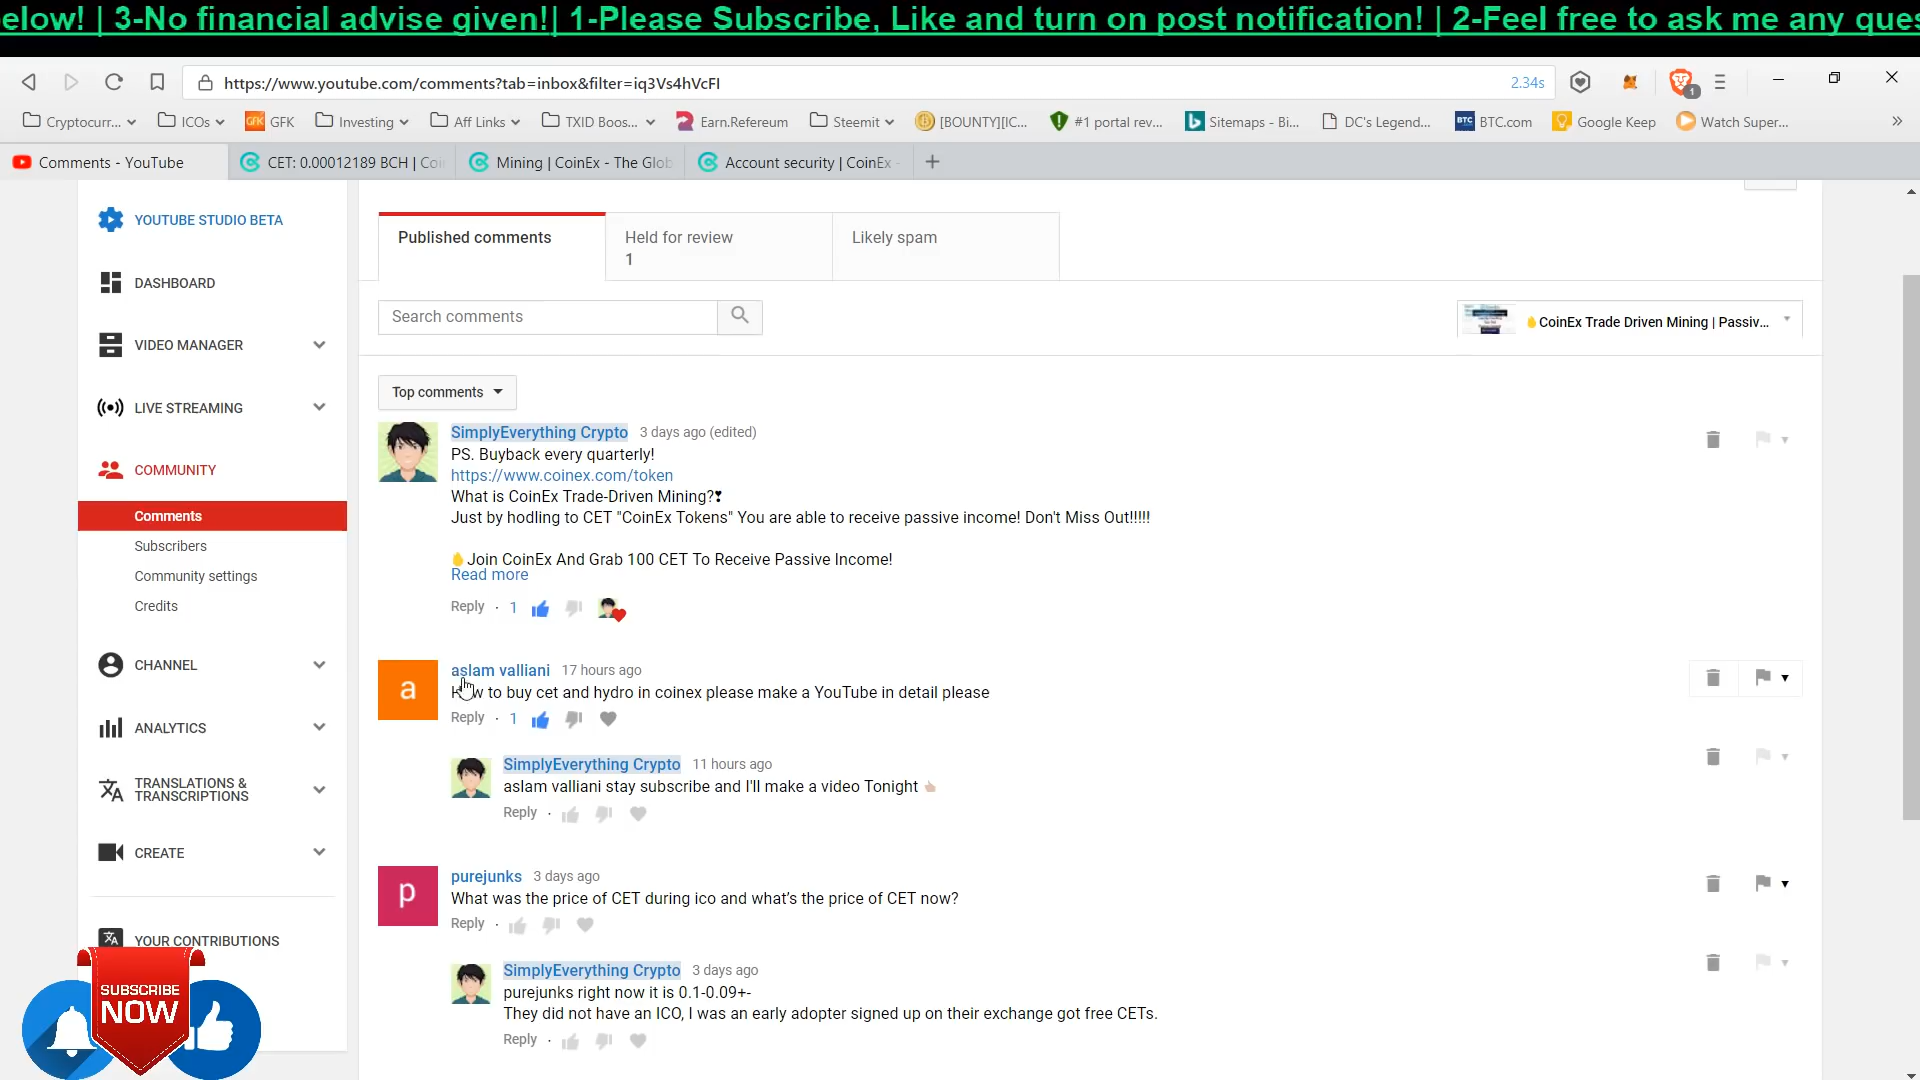 elow! | 3-No financial advise given!| 1-Please Subscribe, Like and turn on post notification! | 2-Feel free to ask me any ques
https://www.youtube.com/comments?tab=inbox&filter=iq3Vs4hVcFI
2.34s
1
Cryptocurr...
ICOs
GFK
GFK
Investing
Aff Links
TXID Boos...
Earn.Refereum
Steemit
[BOUNTY][IC...
#1 portal rev...
Sitemaps - Bi...
DC's Legend...
BTC
BTC.com
Google Keep
Watch Super...
Comments - YouTube
CET: 0.00012189 BCH | Coi
Mining | CoinEx - The Glob
Account security | CoinEx -
YOUTUBE STUDIO BETA
DASHBOARD
VIDEO MANAGER
LIVE STREAMING
COMMUNITY
Comments
Subscribers
Community settings
Credits
CHANNEL
ANALYTICS
TRANSLATIONS &
TRANSCRIPTIONS
CREATE
YOUR CONTRIBUTIONS
SUBSCRIBE
NOW
Published comments
Held for review
1
Likely spam
Search comments
CoinEx Trade Driven Mining | Passiv...
Top comments
SimplyEverything Crypto 3 days ago (edited)
PS. Buyback every quarterly!
https://www.coinex.com/token
What is CoinEx Trade-Driven Mining?❣
Just by hodling to CET "CoinEx Tokens" You are able to receive passive income! Don't Miss Out!!!!!
Join CoinEx And Grab 100 CET To Receive Passive Income!
Read more
Reply · 1
a
aslam valliani 17 hours ago
How to buy cet and hydro in coinex please make a YouTube in detail please
Reply · 1
SimplyEverything Crypto 11 hours ago
aslam valliani stay subscribe and I'll make a video Tonight
Reply ·
p
purejunks 3 days ago
What was the price of CET during ico and what's the price of CET now?
Reply ·
SimplyEverything Crypto 3 days ago
purejunks right now it is 0.1-0.09+-
They did not have an ICO, I was an early adopter signed up on their exchange got free CETs.
Reply ·